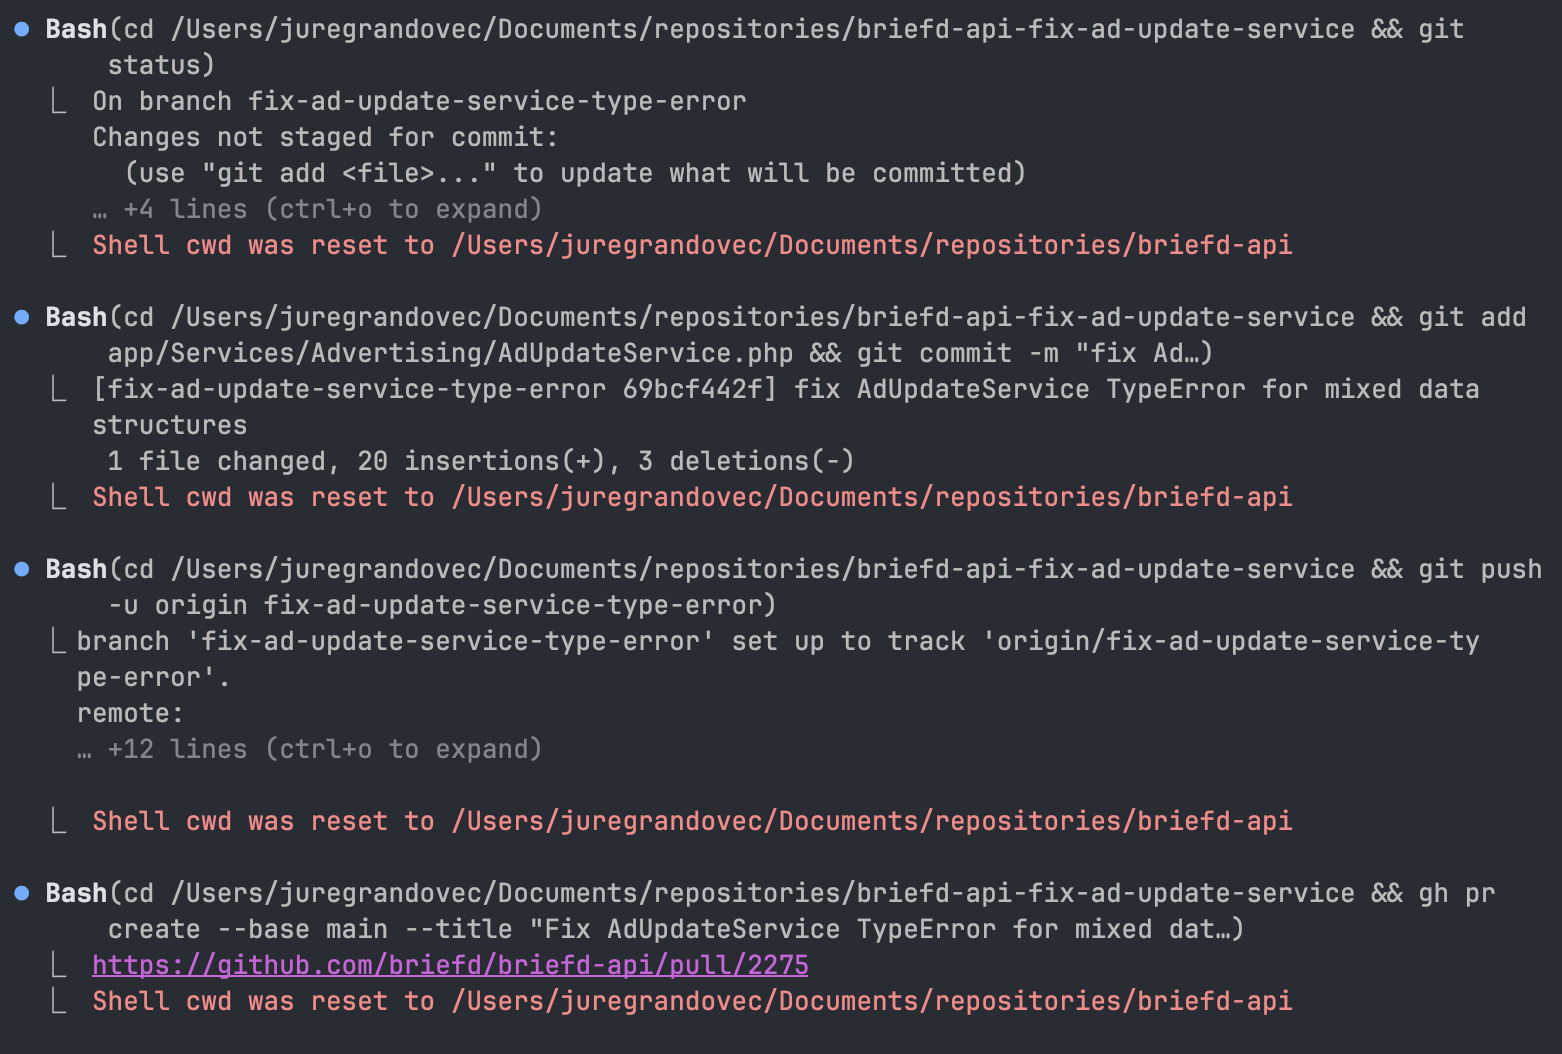 Bash(cd /Users/juregrandovec/Documents/repositories/briefd-api-fix-ad-update-service && git
status)
On branch fix-ad-update-service-type-error
Changes not staged for commit:
(use "git add <file>..." to update what will be committed)
… +4 lines (ctrl+o to expand)
Shell cwd was reset to /Users/juregrandovec/Documents/repositories/briefd-api
Bash(cd /Users/juregrandovec/Documents/repositories/briefd-api-fix-ad-update-service && git add
app/Services/Advertising/AdUpdateService.php && git commit -m "fix Ad…)
[fix-ad-update-service-type-error 69bcf442f] fix AdUpdateService TypeError for mixed data
structures
1 file changed, 20 insertions(+), 3 deletions(-)
Shell cwd was reset to /Users/juregrandovec/Documents/repositories/briefd-api
Bash(cd /Users/juregrandovec/Documents/repositories/briefd-api-fix-ad-update-service && git push
-u origin fix-ad-update-service-type-error)
branch 'fix-ad-update-service-type-error' set up to track 'origin/fix-ad-update-service-ty
pe-error'.
remote:
… +12 lines (ctrl+o to expand)
Shell cwd was reset to /Users/juregrandovec/Documents/repositories/briefd-api
Bash(cd /Users/juregrandovec/Documents/repositories/briefd-api-fix-ad-update-service && gh pr
create --base main --title "Fix AdUpdateService TypeError for mixed dat…)
https://github.com/briefd/briefd-api/pull/2275
Shell cwd was reset to /Users/juregrandovec/Documents/repositories/briefd-api